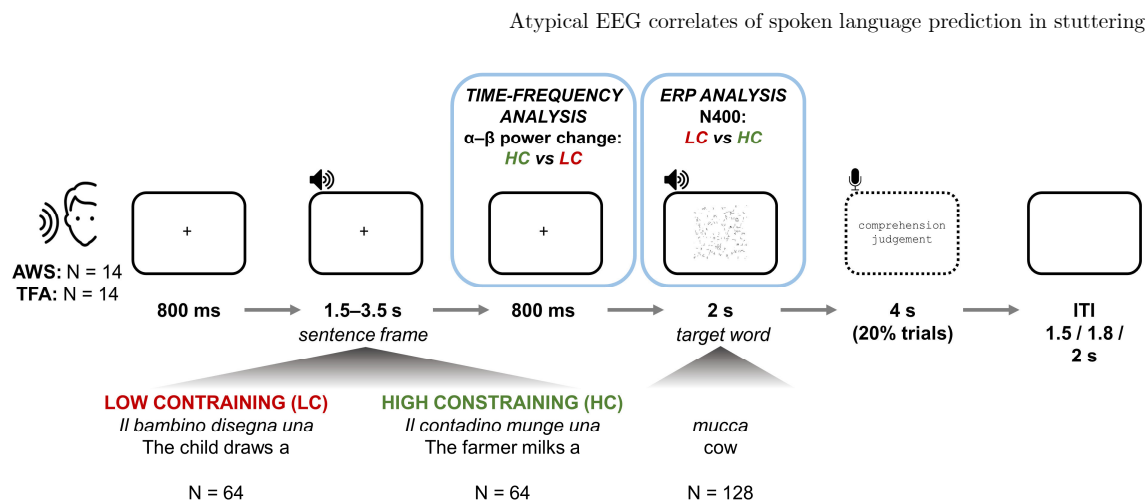 Atypical EEG correlates of spoken language prediction in stuttering
TIME-FREQUENCY
ANALYSIS
α–β power change:
HC vs LC
ERP ANALYSIS
N400:
LC vs HC
+
+
+
comprehension
judgement
AWS: N = 14
TFA: N = 14
800 ms
1.5–3.5 s
sentence frame
800 ms
2 s
target word
4 s
(20% trials)
ITI
1.5 / 1.8 /
2 s
LOW CONTRAINING (LC)
Il bambino disegna una
The child draws a
N = 64
HIGH CONSTRAINING (HC)
Il contadino munge una
The farmer milks a
N = 64
mucca
cow
N = 128